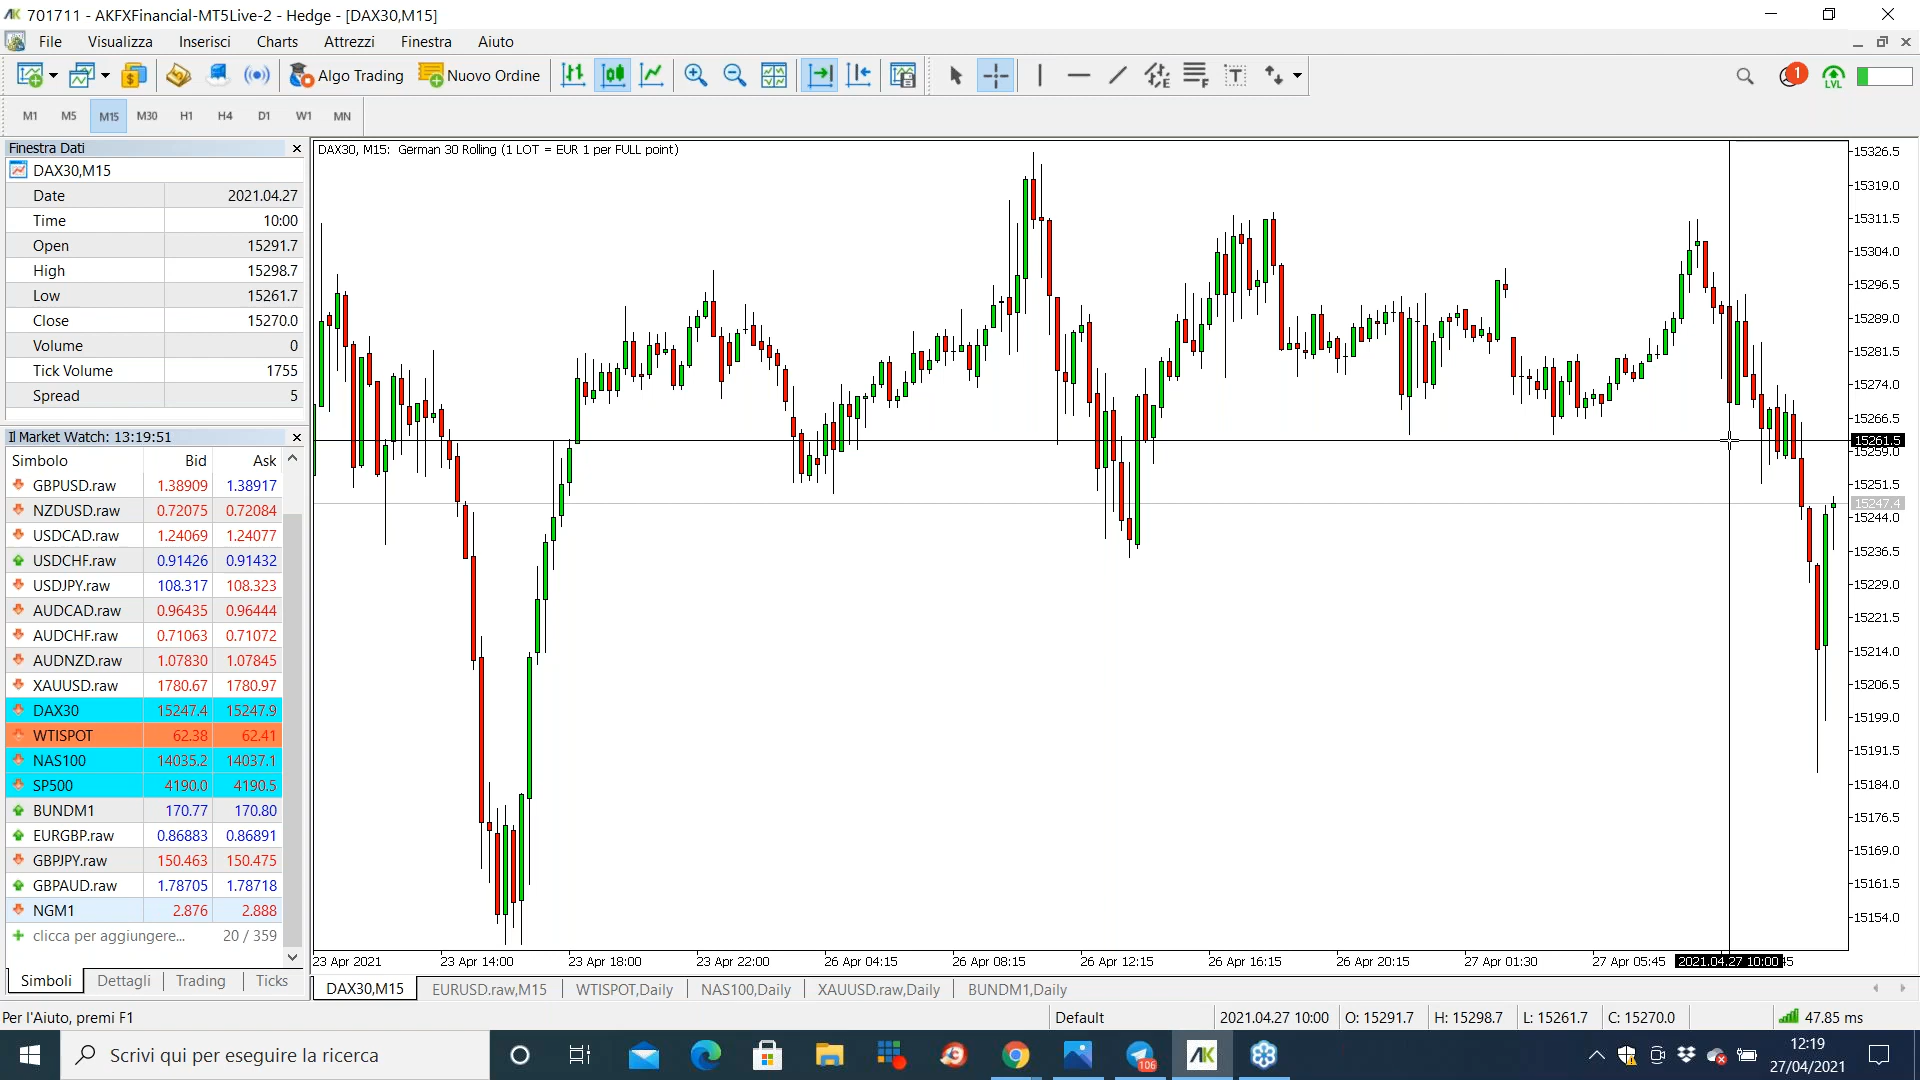 701711 - AKFXFinancial-MT5Live-2 - Hedge - [DAX30,M15]
File Visualizza Inserisci Charts Attrezzi Finestra Aiuto
Algo Trading Nuovo Ordine 1 LVL
M1 M5 M15 M30 H1 H4 D1 W1 MN
Finestra Dati
DAX30,M15
Date 2021.04.27
Time 10:00
Open 15291.7
High 15298.7
Low 15261.7
Close 15270.0
Volume 0
Tick Volume 1755
Spread 5
Il Market Watch: 13:19:51
Simbolo Bid Ask
GBPUSD.raw 1.38909 1.38917
NZDUSD.raw 0.72075 0.72084
USDCAD.raw 1.24069 1.24077
USDCHF.raw 0.91426 0.91432
USDJPY.raw 108.317 108.323
AUDCAD.raw 0.96435 0.96444
AUDCHF.raw 0.71063 0.71072
AUDNZD.raw 1.07830 1.07845
XAUUSD.raw 1780.67 1780.97
DAX30 15247.4 15247.9
WTISPOT 62.38 62.41
NAS100 14035.2 14037.1
SP500 4190.0 4190.5
BUNDM1 170.77 170.80
EURGBP.raw 0.86883 0.86891
GBPJPY.raw 150.463 150.475
GBPAUD.raw 1.78705 1.78718
NGM1 2.876 2.888
clicca per aggiungere... 20 / 359
Simboli Dettagli Trading Ticks
DAX30, M15: German 30 Rolling (1 LOT = EUR 1 per FULL point)
15326.5
15319.0
15311.5
15304.0
15296.5
15289.0
15281.5
15274.0
15266.5
15261.5
15259.0
15251.5
15247.4
15244.0
15236.5
15229.0
15221.5
15214.0
15206.5
15199.0
15191.5
15184.0
15176.5
15169.0
15161.5
15154.0
23 Apr 2021 23 Apr 14:00 23 Apr 18:00 23 Apr 22:00 26 Apr 04:15 26 Apr 08:15 26 Apr 12:15 26 Apr 16:15 26 Apr 20:15 27 Apr 01:30 27 Apr 05:45 2021.04.27 10:00
DAX30,M15 EURUSD.raw,M15 WTISPOT,Daily NAS100,Daily XAUUSD.raw,Daily BUNDM1,Daily
Per l'Aiuto, premi F1 Default 2021.04.27 10:00 O: 15291.7 H: 15298.7 L: 15261.7 C: 15270.0 47.85 ms
Scrivi qui per eseguire la ricerca 106 AK
12:19
27/04/2021